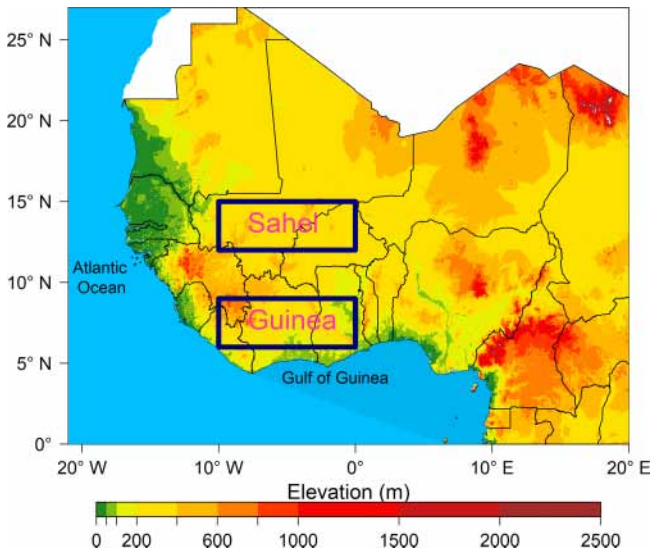 25° N
20° N
15° N
Sahel
10° N
Atlantic
Ocean
Guinea
5° N
Gulf of Guinea
0°
20° W 10° W 0° 10° E 20° E
Elevation (m)
0 200 600 1000 1500 2000 2500